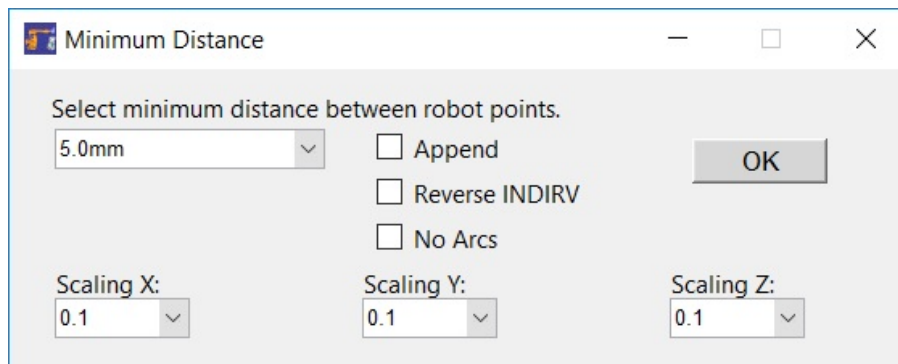 Minimum Distance
Select minimum distance between robot points.
5.0mm
Append
OK
Reverse INDIRV
No Arcs
Scaling X: Scaling Y: Scaling Z:
0.1 0.1 0.1